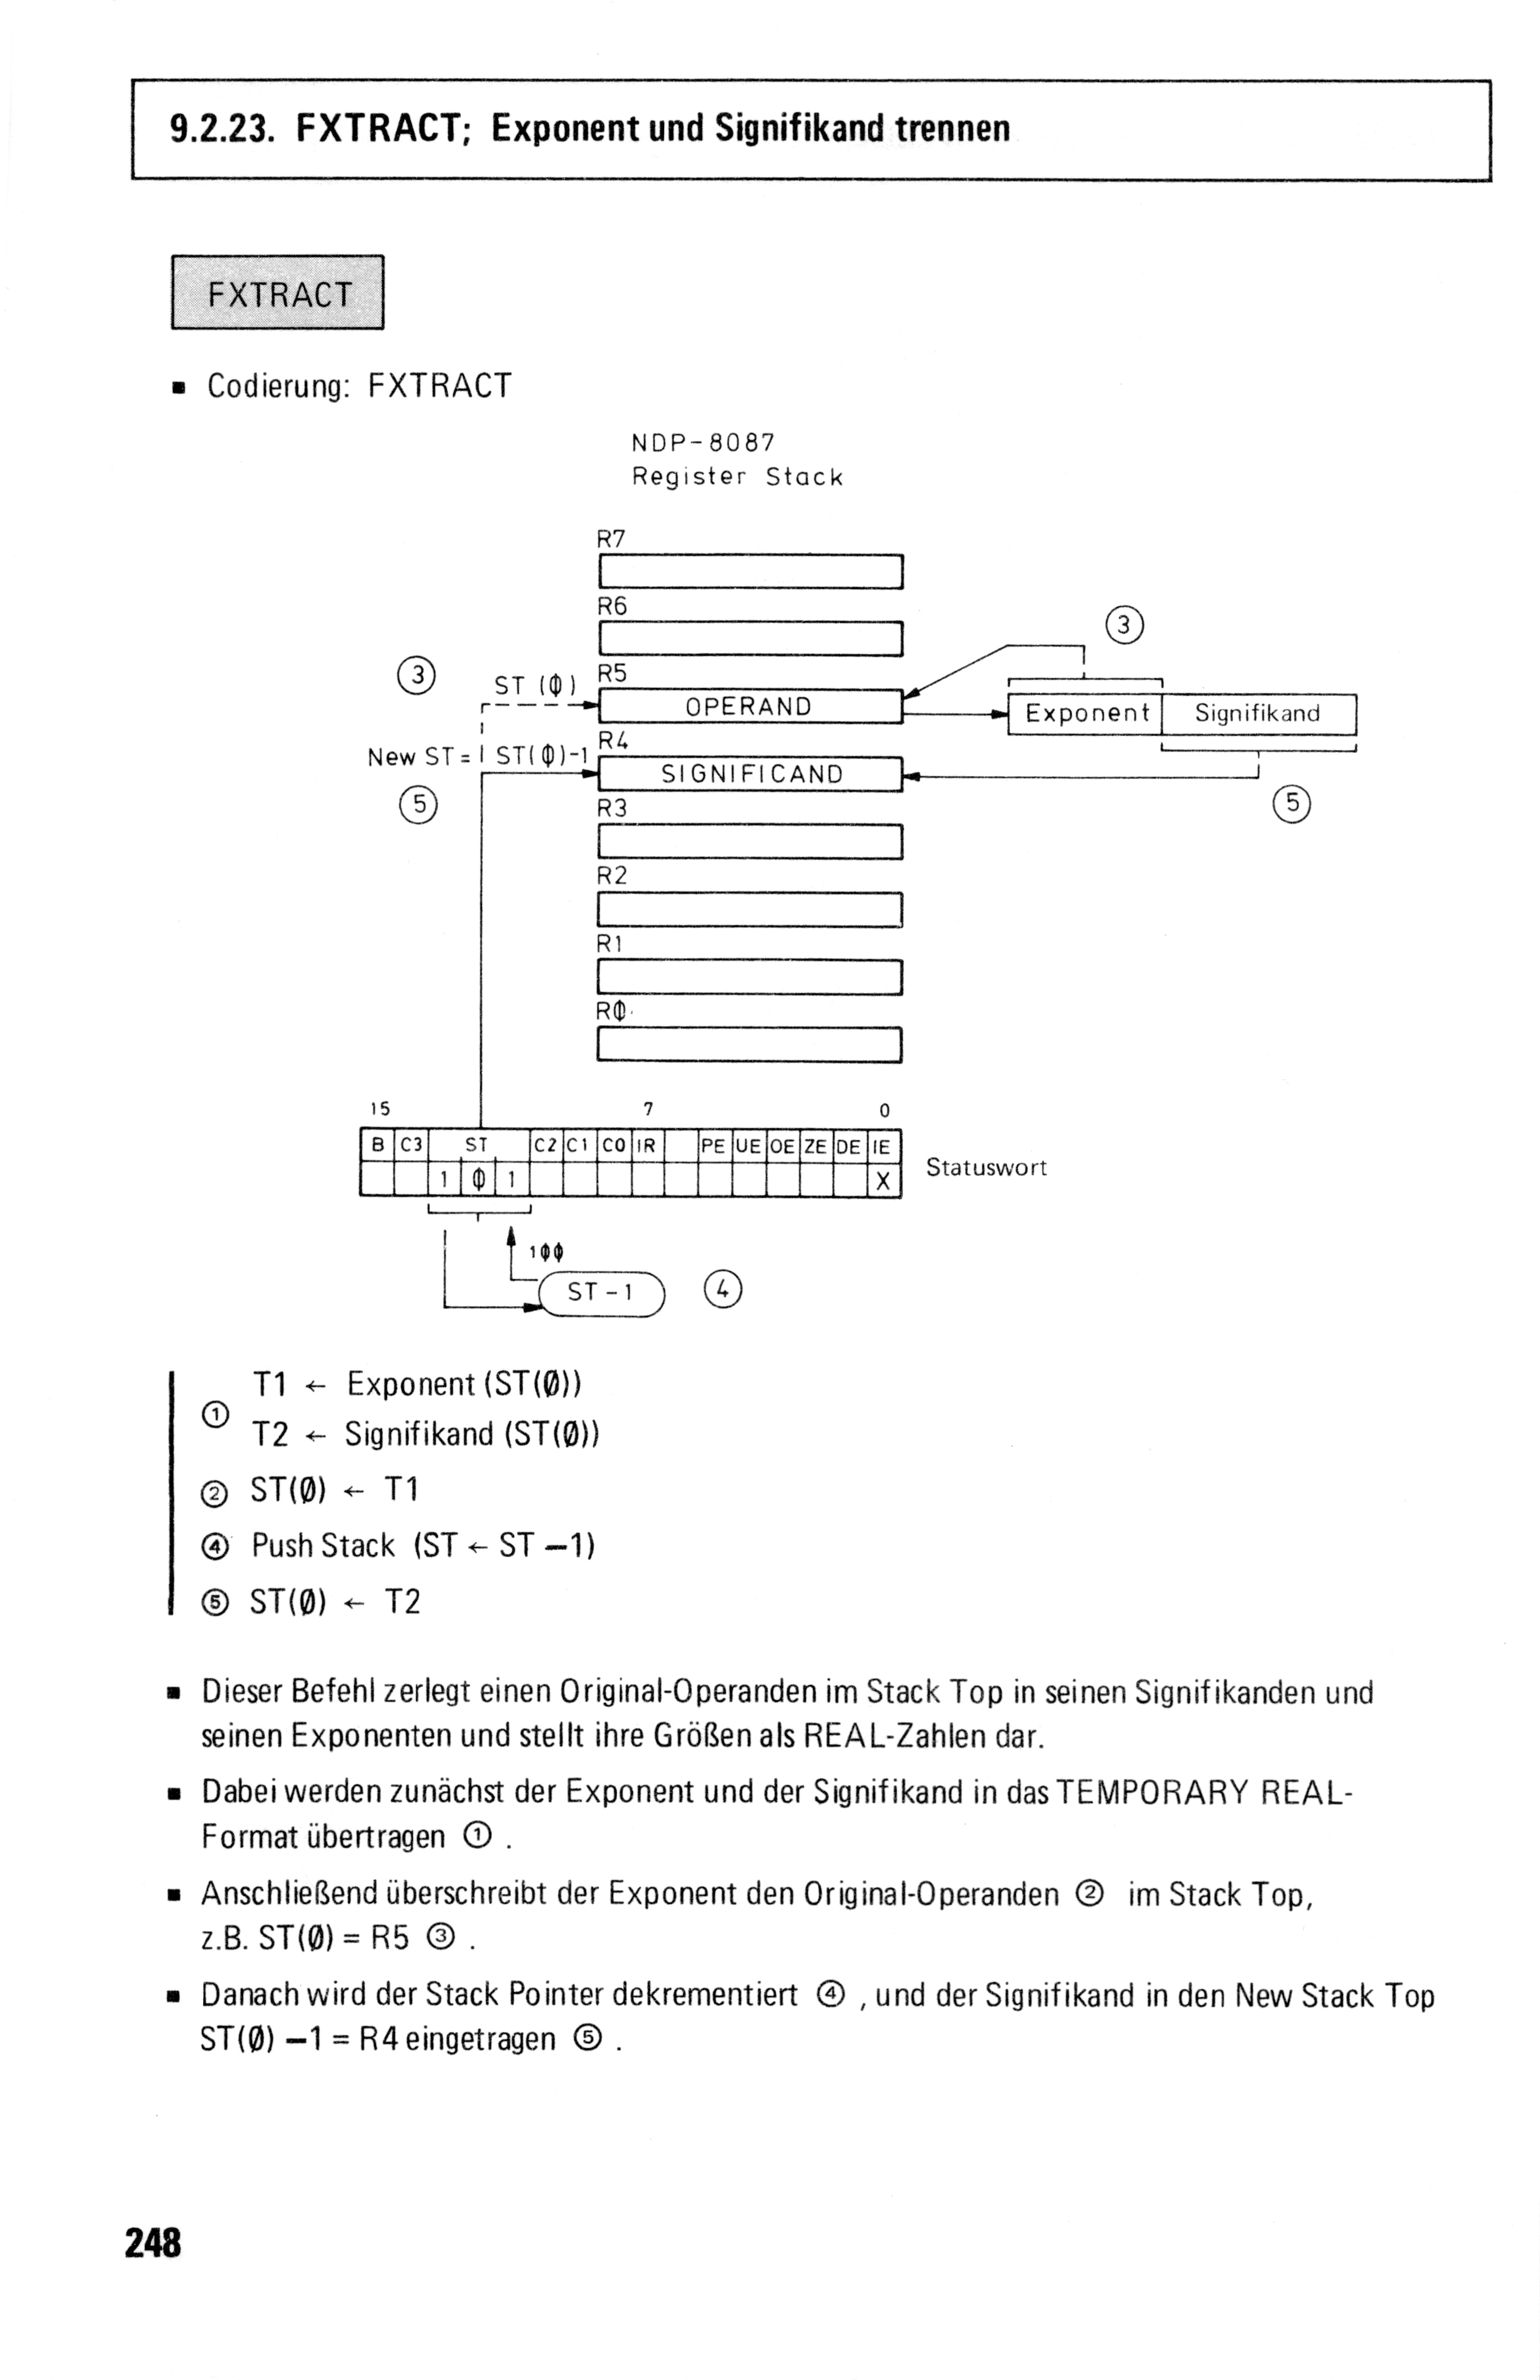 9.2.23. FXTRACT; Exponent und Signifikand trennen
FXTRACT
▪ Codierung: FXTRACT
NDP-8087
Register Stack
R7
R6
③
③ ST (0) R5
OPERAND
Exponent Signifikand
New ST = ST(0)-1 R4
SIGNIFICAND
⑤ ⑤
R3
R2
R1
R0
15 7 0
B C3 ST C2 C1 C0 IR PE UE OE ZE DE IE
1 0 1 X
Statuswort
100
ST-1 ④
① T1 ← Exponent (ST(Ø))
T2 ← Signifikand (ST(Ø))
② ST(Ø) ← T1
④ Push Stack (ST ← ST –1)
⑤ ST(Ø) ← T2
▪ Dieser Befehl zerlegt einen Original-Operanden im Stack Top in seinen Signifikanden und
seinen Exponenten und stellt ihre Größen als REAL-Zahlen dar.
▪ Dabei werden zunächst der Exponent und der Signifikand in das TEMPORARY REAL-
Format übertragen ① .
▪ Anschließend überschreibt der Exponent den Original-Operanden ② im Stack Top,
z.B. ST(Ø) = R5 ③ .
▪ Danach wird der Stack Pointer dekrementiert ④ , und der Signifikand in den New Stack Top
ST(Ø) –1 = R4 eingetragen ⑤ .
248